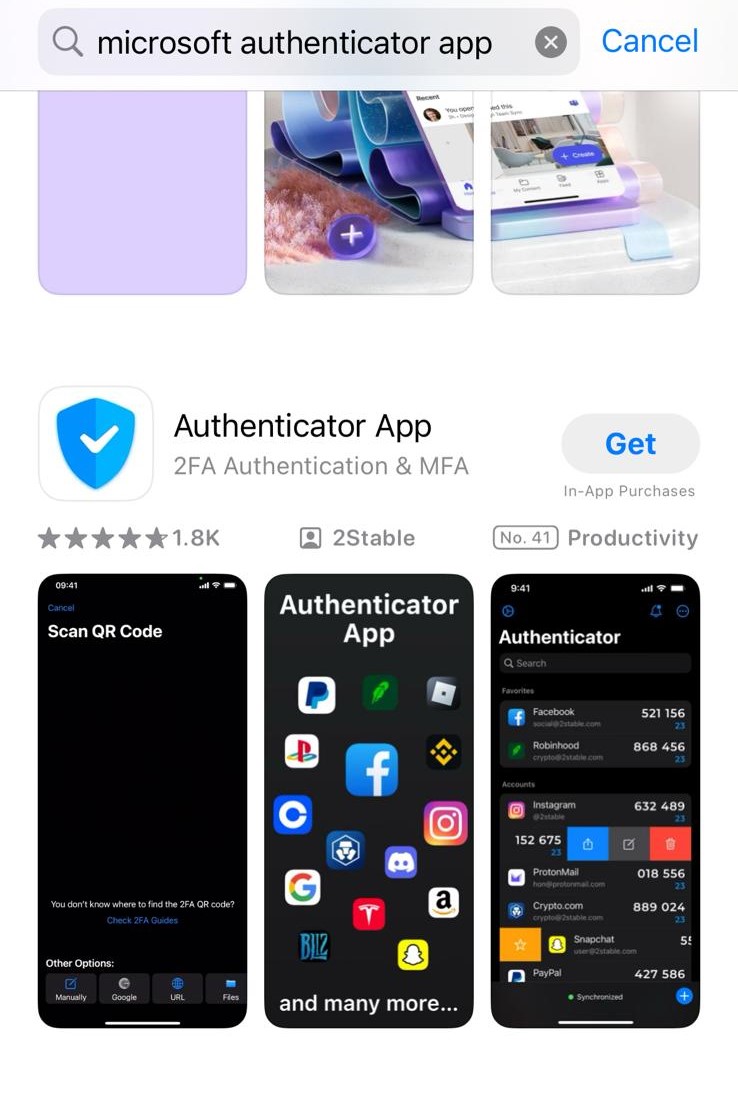 microsoft authenticator app
Cancel
Recent
+ Create
My Content
Feed
Apps
Authenticator App
2FA Authentication & MFA
Get
In-App Purchases
1.8K
2Stable
No. 41
Productivity
09:41
Cancel
Scan QR Code
You don't know where to find the 2FA QR code?
Check 2FA Guides
Other Options:
Manually
Google
URL
Files
Authenticator
App
BLIZ
and many more...
9:41
Authenticator
Search
Favorites
Facebook
521 156
social@2stable.com
23
Robinhood
868 456
crypto@2stable.com
23
Accounts
Instagram
632 489
@2stable
23
152 675
23
ProtonMail
018 556
hon@protonmail.com
23
Crypto.com
889 024
crypto@2stable.com
23
Snapchat
55
user@2stable.com
PayPal
427 586
Synchronized